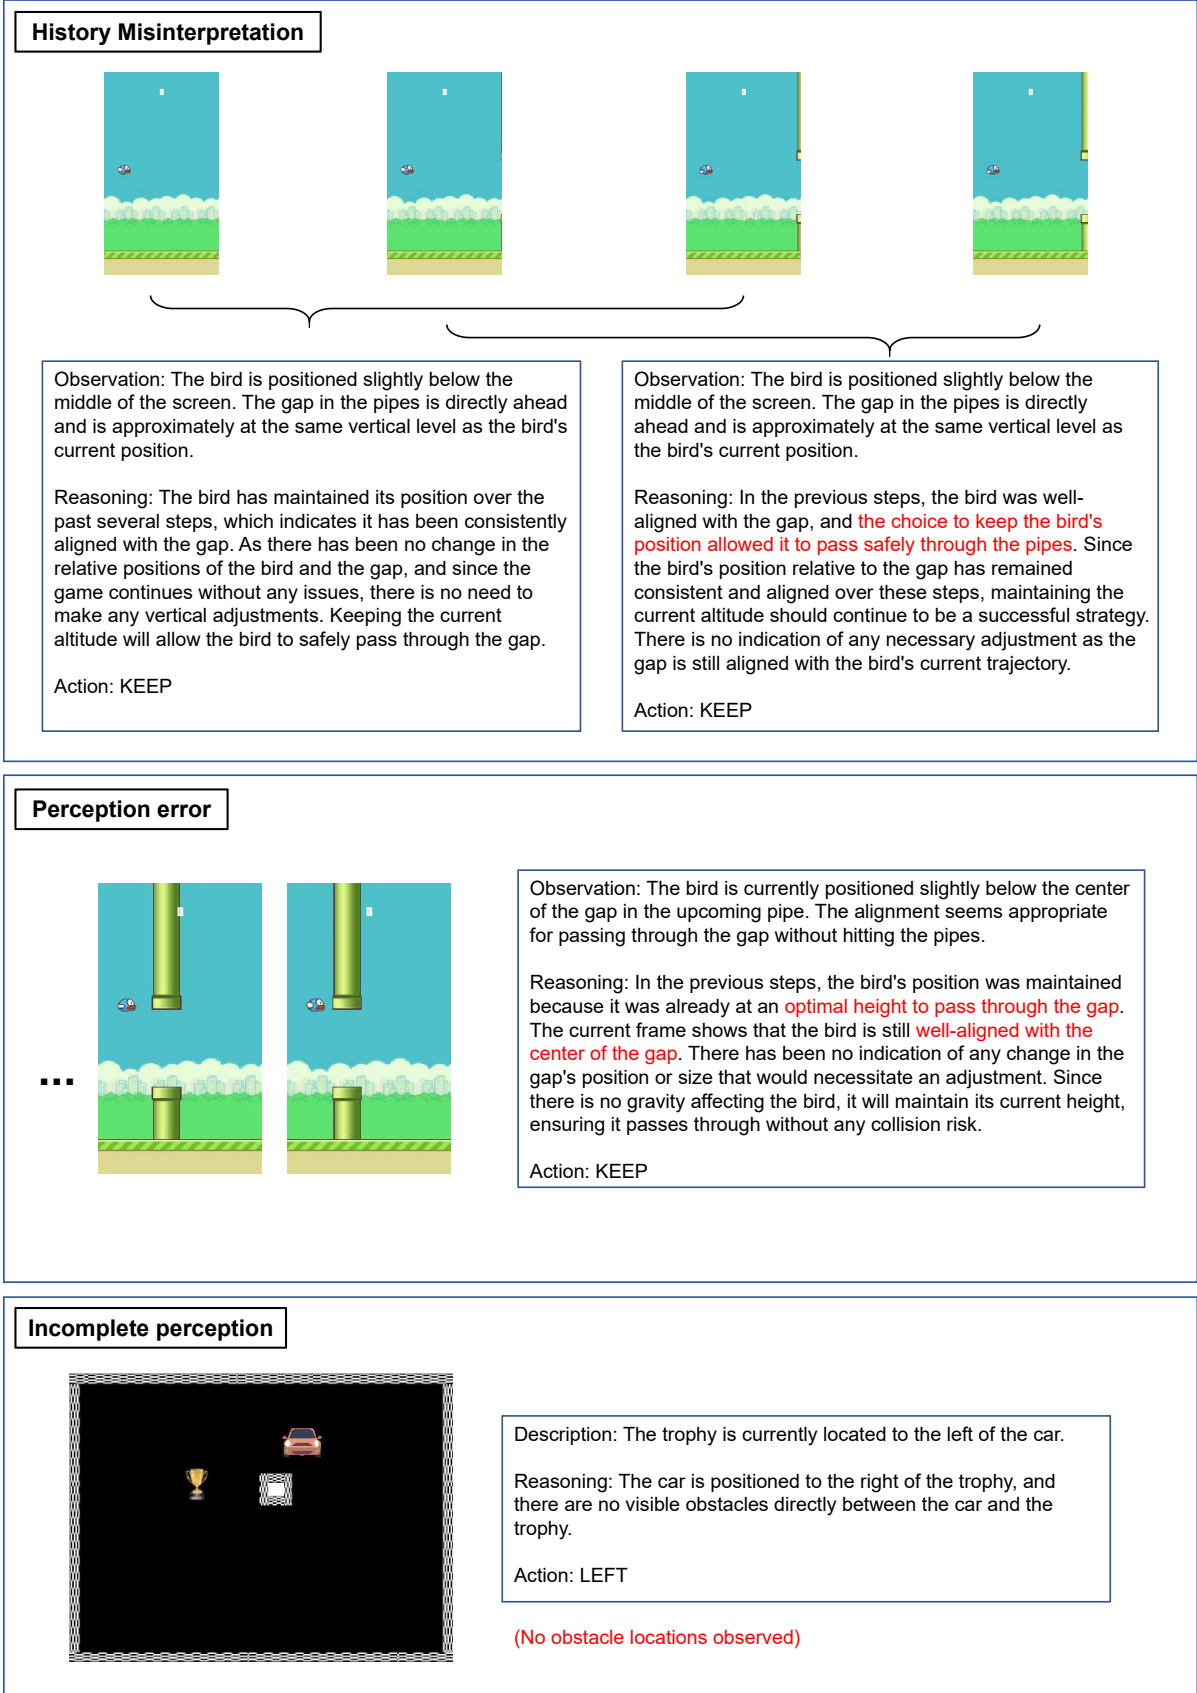 History Misinterpretation
Observation: The bird is positioned slightly below the
middle of the screen. The gap in the pipes is directly ahead
and is approximately at the same vertical level as the bird's
current position.
Reasoning: The bird has maintained its position over the
past several steps, which indicates it has been consistently
aligned with the gap. As there has been no change in the
relative positions of the bird and the gap, and since the
game continues without any issues, there is no need to
make any vertical adjustments. Keeping the current
altitude will allow the bird to safely pass through the gap.
Action: KEEP
Observation: The bird is positioned slightly below the
middle of the screen. The gap in the pipes is directly
ahead and is approximately at the same vertical level as
the bird's current position.
Reasoning: In the previous steps, the bird was well-
aligned with the gap, and the choice to keep the bird's
position allowed it to pass safely through the pipes. Since
the bird's position relative to the gap has remained
consistent and aligned over these steps, maintaining the
current altitude should continue to be a successful strategy.
There is no indication of any necessary adjustment as the
gap is still aligned with the bird's current trajectory.
Action: KEEP
Perception error
...
Observation: The bird is currently positioned slightly below the center
of the gap in the upcoming pipe. The alignment seems appropriate
for passing through the gap without hitting the pipes.
Reasoning: In the previous steps, the bird's position was maintained
because it was already at an optimal height to pass through the gap.
The current frame shows that the bird is still well-aligned with the
center of the gap. There has been no indication of any change in the
gap's position or size that would necessitate an adjustment. Since
there is no gravity affecting the bird, it will maintain its current height,
ensuring it passes through without any collision risk.
Action: KEEP
Incomplete perception
Description: The trophy is currently located to the left of the car.
Reasoning: The car is positioned to the right of the trophy, and
there are no visible obstacles directly between the car and the
trophy.
Action: LEFT
(No obstacle locations observed)